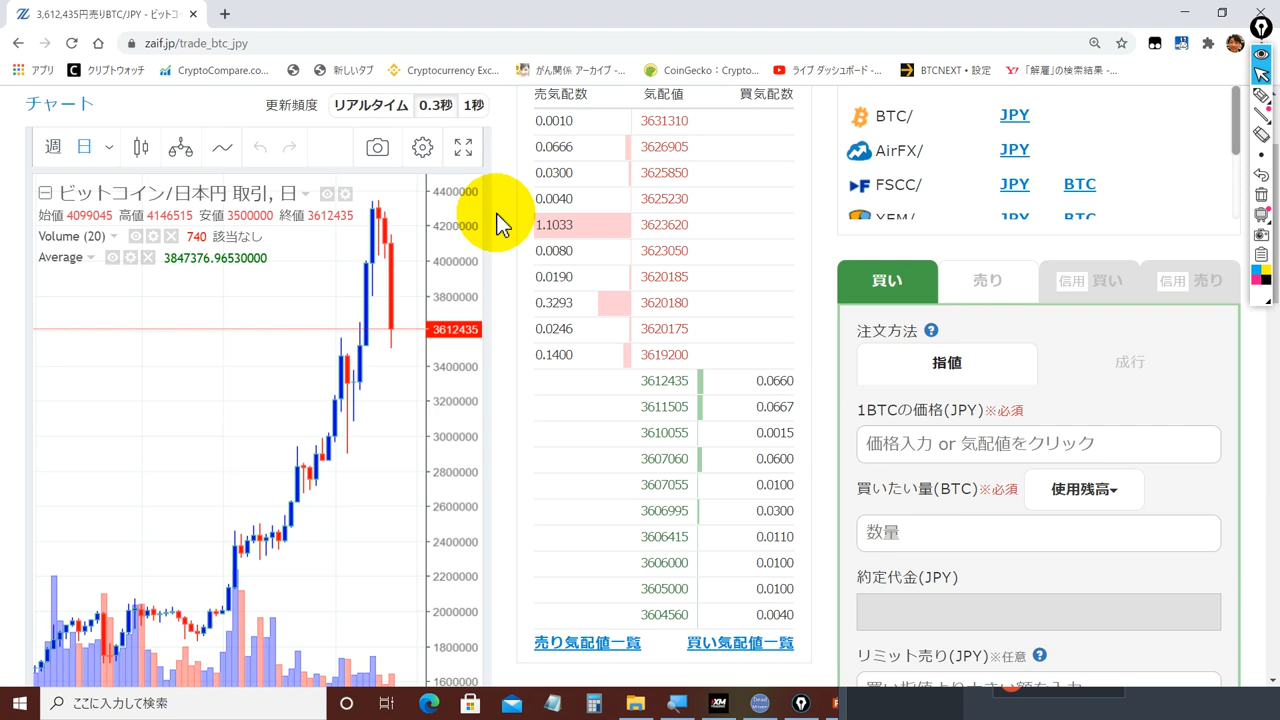 3,612,435円売りBTC/JPY - ビットコ
zaif.jp/trade_btc_jpy
アプリ クリプトウォッチ CryptoCompare.co... 新しいタブ Cryptocurrency Exc... がん関係 アーカイブ -... CoinGecko：Crypto... ライブ ダッシュボード -... BTCNEXT・設定 「解雇」の検索結果 -...
チャート 更新頻度 リアルタイム 0.3秒 1秒
週 日
ビットコイン/日本円 取引, 日
始値 4099045 高値 4146515 安値 3500000 終値 3612435
Volume (20) 740 該当なし
Average 3847376.96530000
4400000
4200000
4000000
3800000
3612435
3400000
3200000
3000000
2800000
2600000
2400000
2200000
2000000
1800000
1600000
売気配数 気配値 買気配数
0.0010 3631310
0.0666 3626905
0.0300 3625850
0.0040 3625230
1.1033 3623620
0.0080 3623050
0.0190 3620185
0.3293 3620180
0.0246 3620175
0.1400 3619200
3612435 0.0660
3611505 0.0667
3610055 0.0015
3607060 0.0600
3607055 0.0100
3606995 0.0300
3606415 0.0110
3606000 0.0100
3605000 0.0100
3604560 0.0040
売り気配値一覧 買い気配値一覧
BTC/ JPY
AirFX/ JPY
FSCC/ JPY BTC
XEM/
買い 売り 信用 買い 信用 売り
注文方法
指値 成行
1BTCの価格(JPY)※必須
価格入力 or 気配値をクリック
買いたい量(BTC)※必須 使用残高
数量
約定代金(JPY)
リミット売り(JPY)※任意
買い指値より大きい額を入力
ここに入力して検索
XM